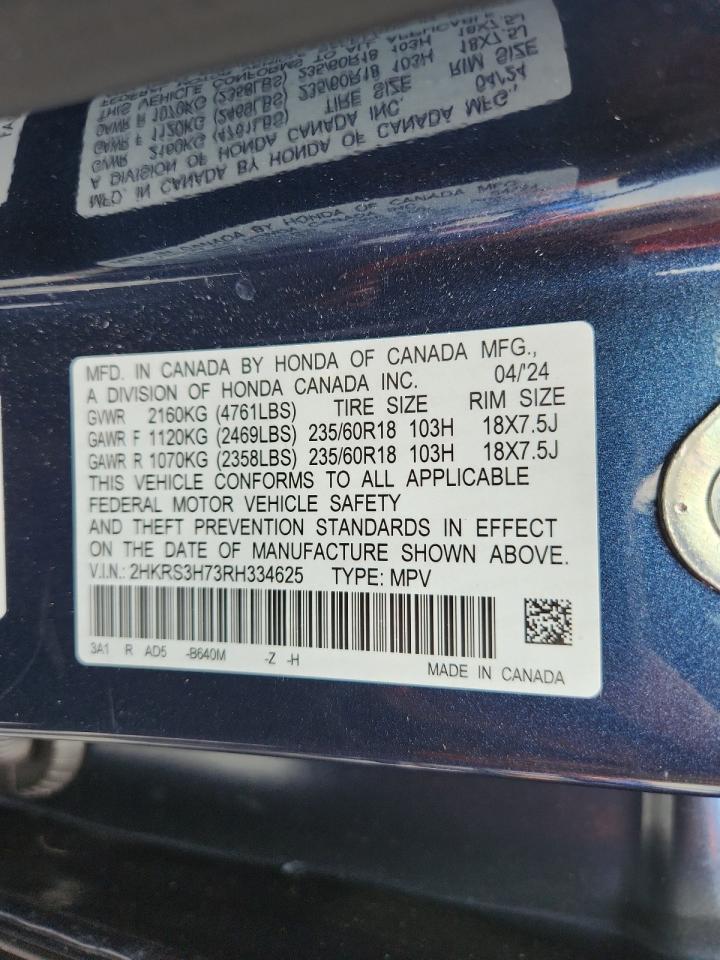 MFD. IN CANADA BY HONDA OF CANADA MFG.,
A DIVISION OF HONDA CANADA INC. 04/'24
GVWR 2160KG (4761LBS) TIRE SIZE RIM SIZE
GAWR F 1120KG (2469LBS) 235/60R18 103H 18X7.5J
GAWR R 1070KG (2358LBS) 235/60R18 103H 18X7.5J
THIS VEHICLE CONFORMS TO ALL APPLICABLE
FEDERAL MOTOR VEHICLE SAFETY
AND THEFT PREVENTION STANDARDS IN EFFECT
ON THE DATE OF MANUFACTURE SHOWN ABOVE.
V.I.N.: 2HKRS3H73RH334625 TYPE: MPV
3A1 R AD5 -B640M -Z -H
MADE IN CANADA